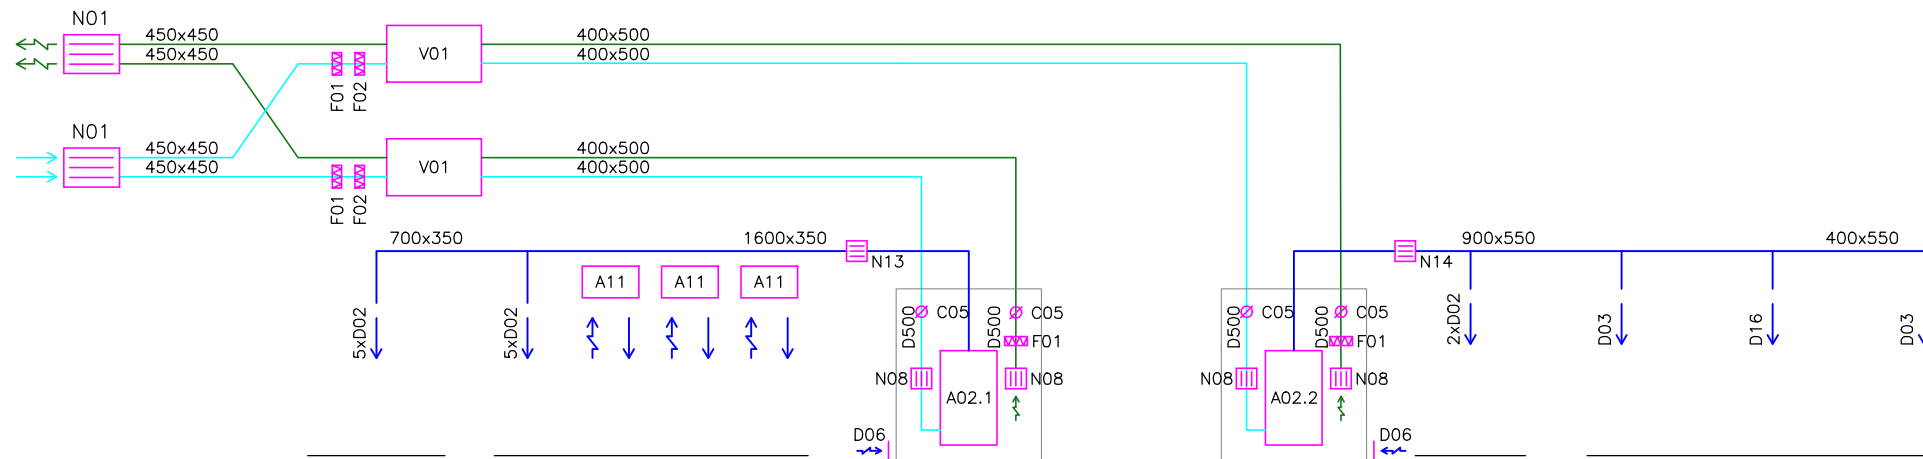 N01
450x450
450x450
F01
F02
V01
400x500
400x500
N01
450x450
450x450
F01
F02
V01
400x500
400x500
700x350
1600x350
N13
900x550
N14
400x550
A11
A11
A11
5xD02
5xD02
D500
C05
D500
C05
F01
N08
N08
A02.1
D06
D500
C05
D500
C05
F01
N08
N08
A02.2
D06
2xD02
D03
D16
D03